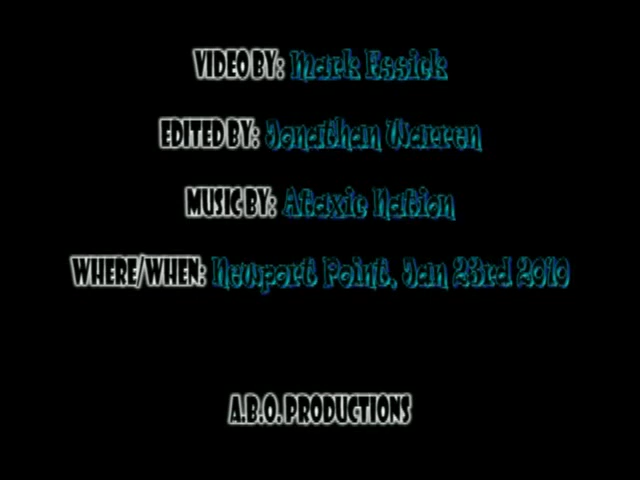 VIDEO BY: Mark Essick
EDITED BY: Jonathan Warren
MUSIC BY: Ataxic Nation
WHERE/WHEN: Newport Point, Jan 23rd 2010
A.B.O. PRODUCTIONS